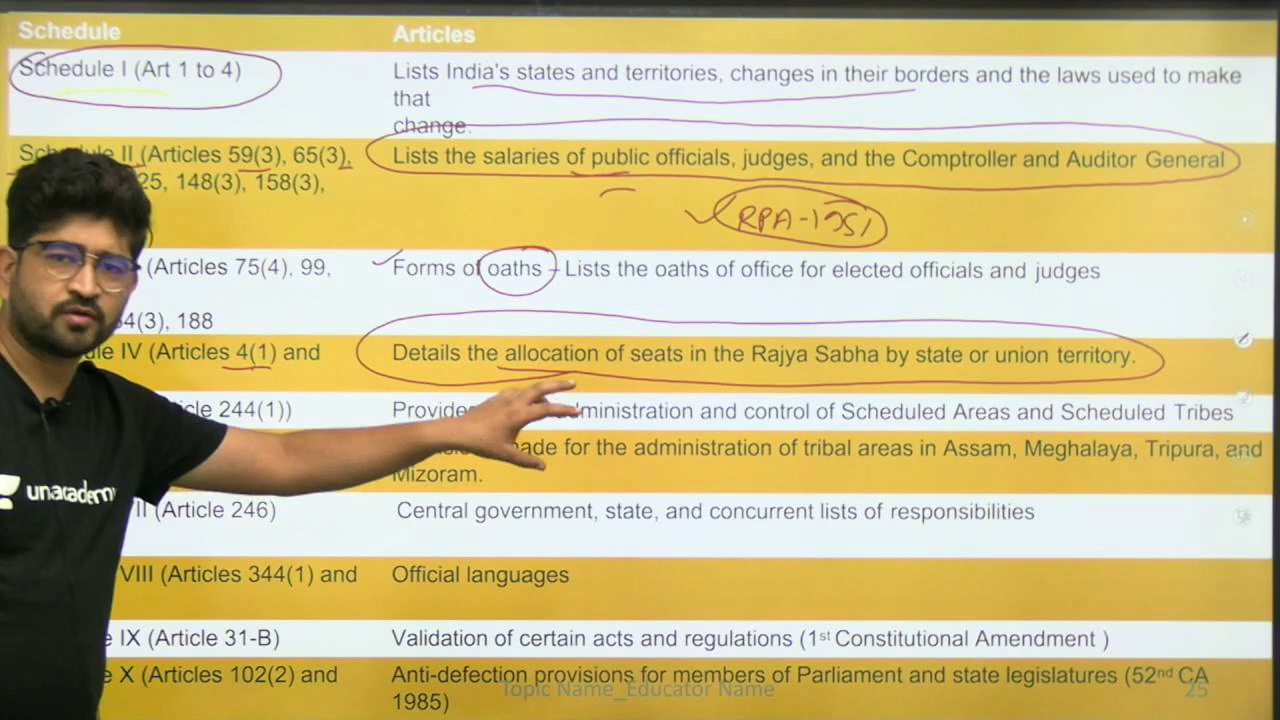 Schedule Articles
Schedule I (Art 1 to 4) Lists India's states and territories, changes in their borders and the laws used to make
that
change.
Schedule II (Articles 59(3), 65(3), Lists the salaries of public officials, judges, and the Comptroller and Auditor General
25, 148(3), 158(3),
RPA-1951
(Articles 75(4), 99, Forms of oaths – Lists the oaths of office for elected officials and judges
4(3), 188
IV (Articles 4(1) and Details the allocation of seats in the Rajya Sabha by state or union territory.
244(1)) Provides administration and control of Scheduled Areas and Scheduled Tribes
made for the administration of tribal areas in Assam, Meghalaya, Tripura, and
Mizoram.
(Article 246) Central government, state, and concurrent lists of responsibilities
VIII (Articles 344(1) and Official languages
IX (Article 31-B) Validation of certain acts and regulations (1st Constitutional Amendment )
X (Articles 102(2) and Anti-defection provisions for members of Parliament and state legislatures (52nd CA
1985)
Topic Name_Educator Name 25
unacademy